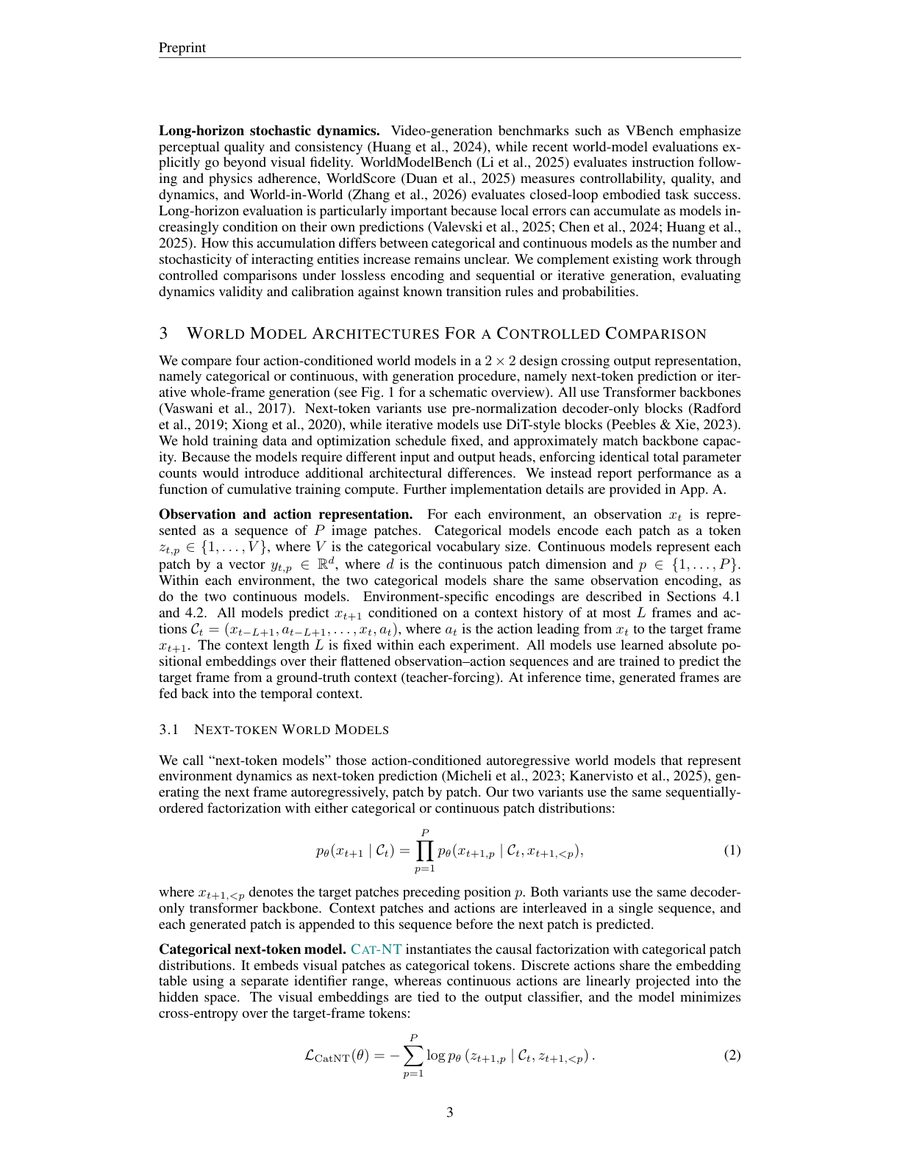 Preprint
Long-horizon stochastic dynamics. Video-generation benchmarks such as VBench emphasize
perceptual quality and consistency (Huang et al., 2024), while recent world-model evaluations ex-
plicitly go beyond visual fidelity. WorldModelBench (Li et al., 2025) evaluates instruction follow-
ing and physics adherence, WorldScore (Duan et al., 2025) measures controllability, quality, and
dynamics, and World-in-World (Zhang et al., 2026) evaluates closed-loop embodied task success.
Long-horizon evaluation is particularly important because local errors can accumulate as models in-
creasingly condition on their own predictions (Valevski et al., 2025; Chen et al., 2024; Huang et al.,
2025). How this accumulation differs between categorical and continuous models as the number and
stochasticity of interacting entities increase remains unclear. We complement existing work through
controlled comparisons under lossless encoding and sequential or iterative generation, evaluating
dynamics validity and calibration against known transition rules and probabilities.
3 WORLD MODEL ARCHITECTURES FOR A CONTROLLED COMPARISON
We compare four action-conditioned world models in a 2 × 2 design crossing output representation,
namely categorical or continuous, with generation procedure, namely next-token prediction or iter-
ative whole-frame generation (see Fig. 1 for a schematic overview). All use Transformer backbones
(Vaswani et al., 2017). Next-token variants use pre-normalization decoder-only blocks (Radford
et al., 2019; Xiong et al., 2020), while iterative models use DiT-style blocks (Peebles & Xie, 2023).
We hold training data and optimization schedule fixed, and approximately match backbone capac-
ity. Because the models require different input and output heads, enforcing identical total parameter
counts would introduce additional architectural differences. We instead report performance as a
function of cumulative training compute. Further implementation details are provided in App. A.
Observation and action representation. For each environment, an observation x_t is repre-
sented as a sequence of P image patches. Categorical models encode each patch as a token
z_{t,p} ∈ {1, . . . , V}, where V is the categorical vocabulary size. Continuous models represent each
patch by a vector y_{t,p} ∈ ℝ^d, where d is the continuous patch dimension and p ∈ {1, . . . , P}.
Within each environment, the two categorical models share the same observation encoding, as
do the two continuous models. Environment-specific encodings are described in Sections 4.1
and 4.2. All models predict x_{t+1} conditioned on a context history of at most L frames and ac-
tions C_t = (x_{t−L+1}, a_{t−L+1}, . . . , x_t, a_t), where a_t is the action leading from x_t to the target frame
x_{t+1}. The context length L is fixed within each experiment. All models use learned absolute po-
sitional embeddings over their flattened observation–action sequences and are trained to predict the
target frame from a ground-truth context (teacher-forcing). At inference time, generated frames are
fed back into the temporal context.
3.1 NEXT-TOKEN WORLD MODELS
We call “next-token models” those action-conditioned autoregressive world models that represent
environment dynamics as next-token prediction (Micheli et al., 2023; Kanervisto et al., 2025), gen-
erating the next frame autoregressively, patch by patch. Our two variants use the same sequentially-
ordered factorization with either categorical or continuous patch distributions:
p_θ(x_{t+1} | C_t) = ∏_{p=1}^{P} p_θ(x_{t+1,p} | C_t, x_{t+1,<p}), (1)
where x_{t+1,<p} denotes the target patches preceding position p. Both variants use the same decoder-
only transformer backbone. Context patches and actions are interleaved in a single sequence, and
each generated patch is appended to this sequence before the next patch is predicted.
Categorical next-token model. CAT-NT instantiates the causal factorization with categorical patch
distributions. It embeds visual patches as categorical tokens. Discrete actions share the embedding
table using a separate identifier range, whereas continuous actions are linearly projected into the
hidden space. The visual embeddings are tied to the output classifier, and the model minimizes
cross-entropy over the target-frame tokens:
L_{CatNT}(θ) = − ∑_{p=1}^{P} log p_θ (z_{t+1,p} | C_t, z_{t+1,<p}) . (2)
3